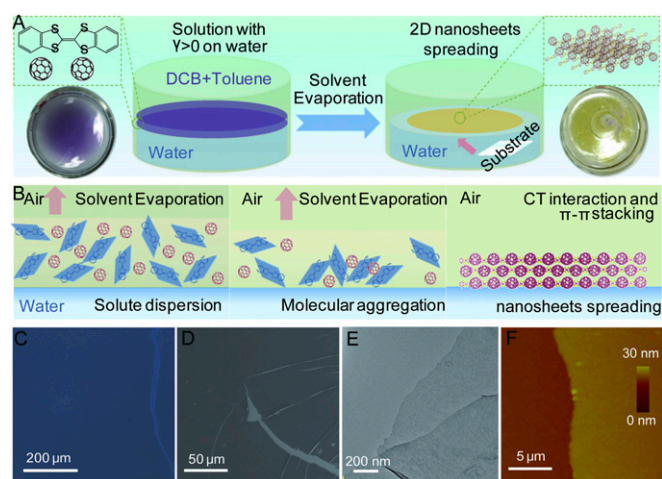 A
S
S
S
S
Solution with
γ>0 on water
DCB+Toluene
Water
Solvent
Evaporation
2D nanosheets
spreading
Water
Substrate
B
Air
Solvent Evaporation
Water
Solute dispersion
Air
Solvent Evaporation
Molecular aggregation
Air
CT interaction and
π-π stacking
nanosheets spreading
C
200 μm
D
50 μm
E
200 nm
F
30 nm
0 nm
5 μm